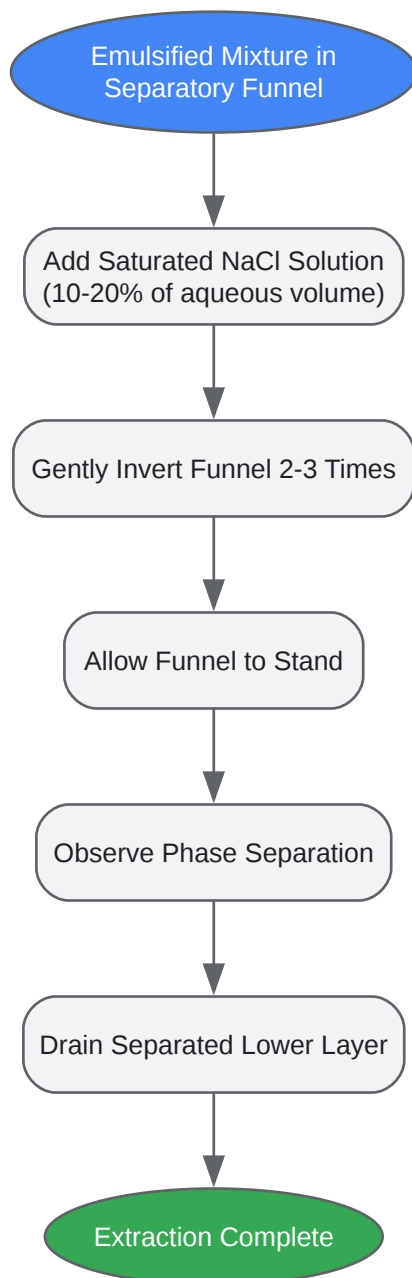 Emulsified Mixture in
Separatory Funnel
Add Saturated NaCl Solution
(10-20% of aqueous volume)
Gently Invert Funnel 2-3 Times
Allow Funnel to Stand
Observe Phase Separation
Drain Separated Lower Layer
Extraction Complete